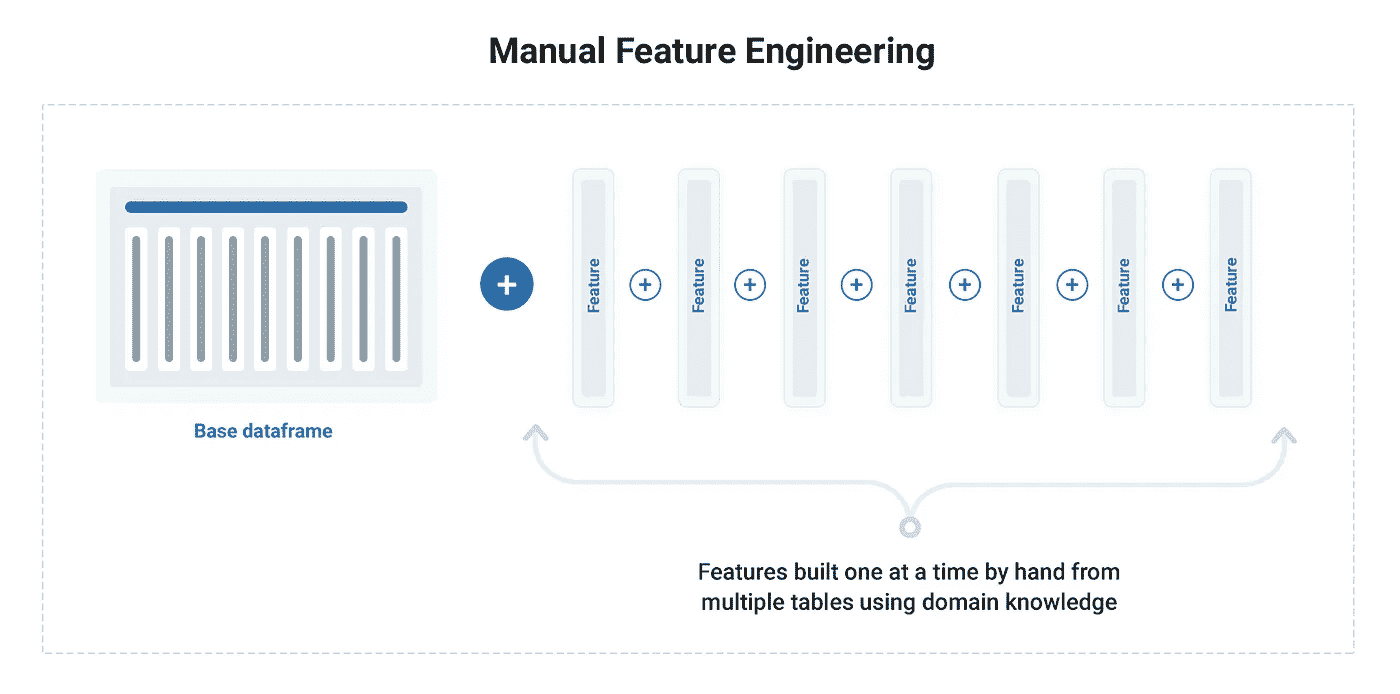 Manual Feature Engineering
Base dataframe
+
Feature
+
Feature
+
Feature
+
Feature
+
Feature
+
Feature
+
Feature
Features built one at a time by hand from
multiple tables using domain knowledge